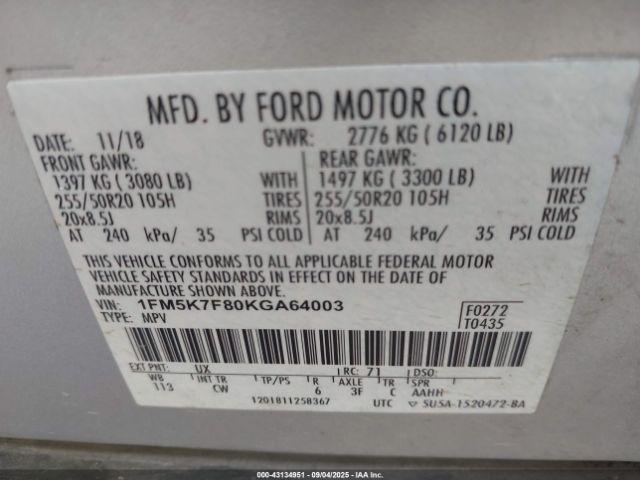 MFD. BY FORD MOTOR CO.
DATE: 11/18 GVWR: 2776 KG ( 6120 LB)
FRONT GAWR: REAR GAWR:
1397 KG ( 3080 LB) WITH 1497 KG ( 3300 LB) WITH
255/50R20 105H TIRES 255/50R20 105H TIRES
20x8.5J RIMS 20x8.5J RIMS
AT 240 kPa/ 35 PSI COLD AT 240 kPa/ 35 PSI COLD
THIS VEHICLE CONFORMS TO ALL APPLICABLE FEDERAL MOTOR
VEHICLE SAFETY STANDARDS IN EFFECT ON THE DATE OF
MANUFACTURE SHOWN ABOVE.
VIN: 1FM5K7F80KGA64003 F0272
TYPE: MPV T0435
EXT PNT: UX RC: 71 DSO:
WB INT TR TP/PS R AXLE TR SPR
113 CW 6 3F C AAHH
1201811258367 UTC ▽ SU5A-1520472-BA
000-43134951 - 09/04/2025 - IAAI.com